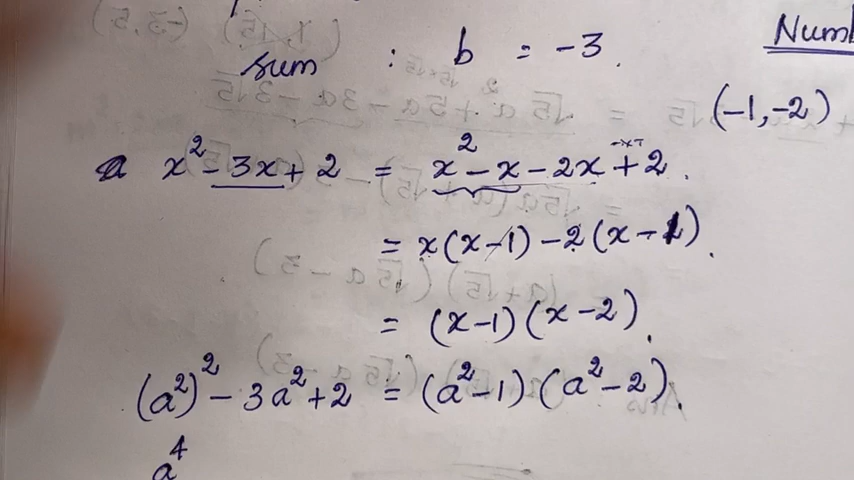 sum : b = -3. Numb
(-1,-2)
x² - 3x + 2 = x² - x - 2x + 2.
= x(x-1) - 2(x-1).
= (x-1)(x-2).
(a²)² - 3a² + 2 = (a²-1)(a²-2).
a⁴